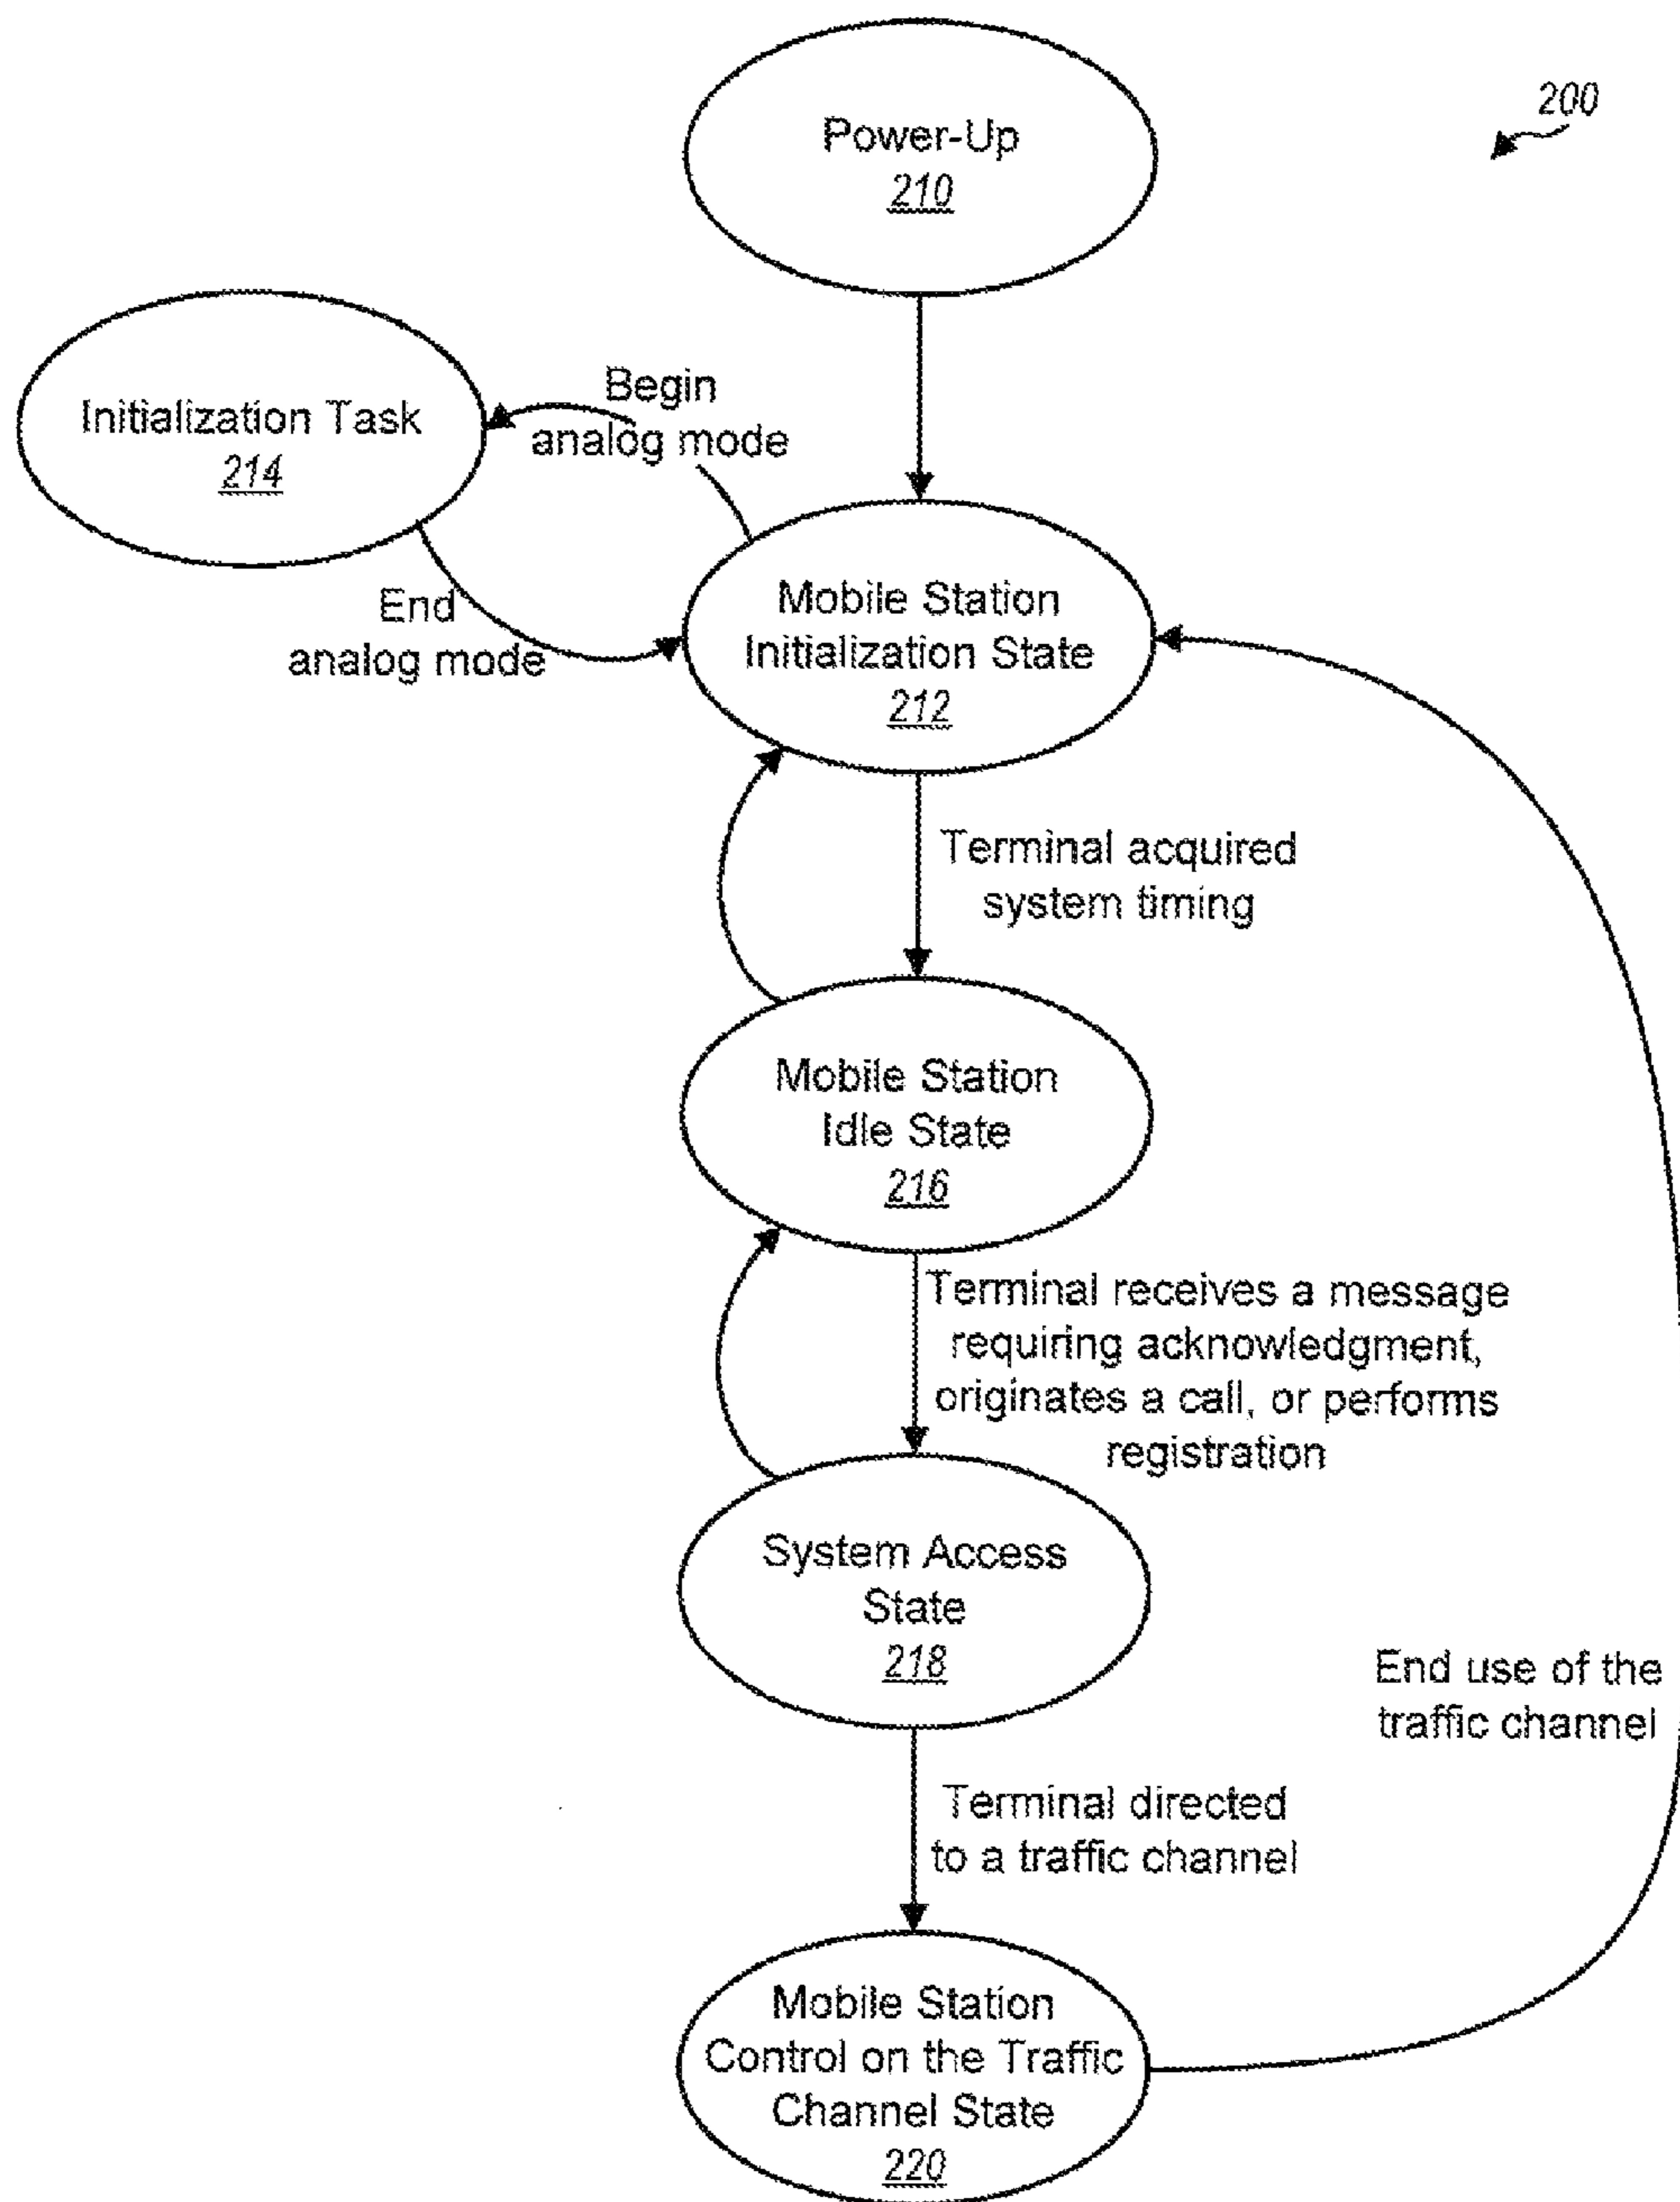 200
Power-Up
210
Initialization Task
214
Begin
analog mode
End
analog mode
Mobile Station
Initialization State
212
Terminal acquired
system timing
Mobile Station
Idle State
216
Terminal receives a message
requiring acknowledgment,
originates a call, or performs
registration
System Access
State
218
End use of the
traffic channel
Terminal directed
to a traffic channel
Mobile Station
Control on the Traffic
Channel State
220